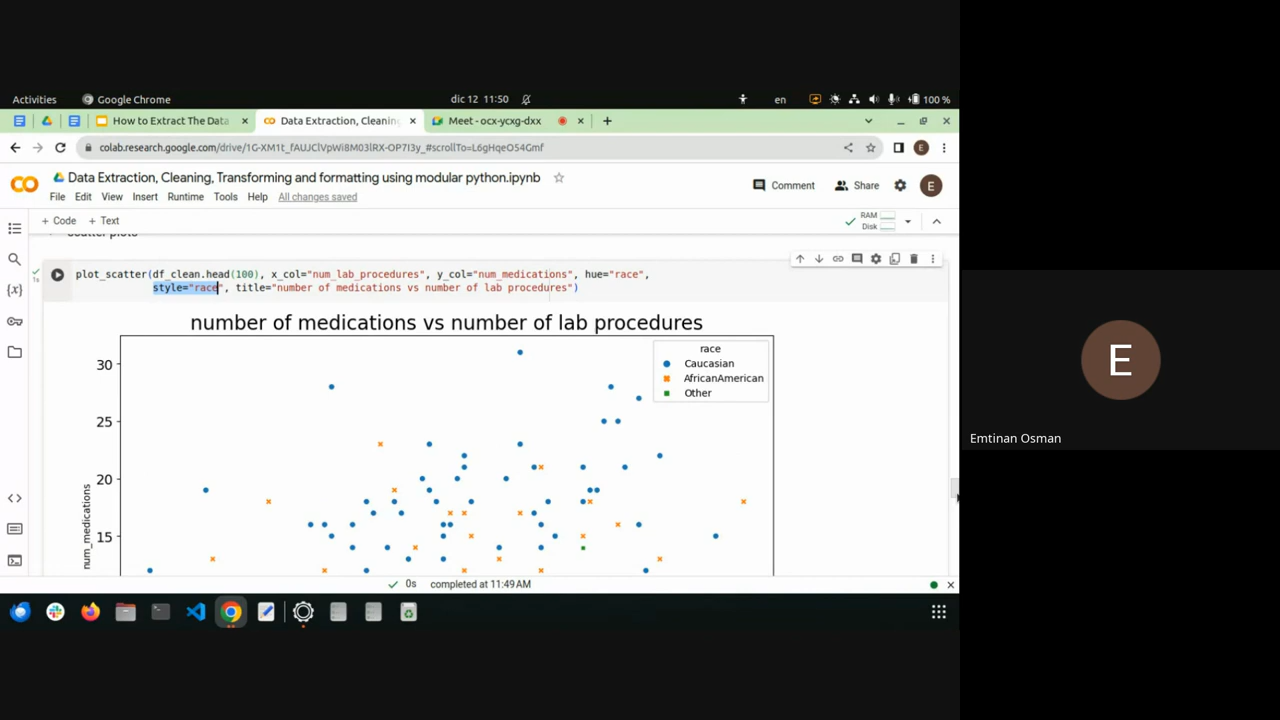 Activities Google Chrome dic 12 11:50 en 100 %
How to Extract The Data Data Extraction, Cleaning Meet - ocx-ycxg-dxx
colab.research.google.com/drive/1G-XM1t_fAUJClVpWi8M03lRX-OP7I3y_#scrollTo=L6gHqeO54Gmf E
Data Extraction, Cleaning, Transforming and formatting using modular python.ipynb
Comment Share E
File Edit View Insert Runtime Tools Help All changes saved
+ Code + Text RAM
Disk
plot_scatter(df_clean.head(100), x_col="num_lab_procedures", y_col="num_medications", hue="race",
style="race", title="number of medications vs number of lab procedures")
number of medications vs number of lab procedures
race
Caucasian
AfricanAmerican
Other
30
25
20
15
num_medications
0s completed at 11:49 AM
E
Emtinan Osman